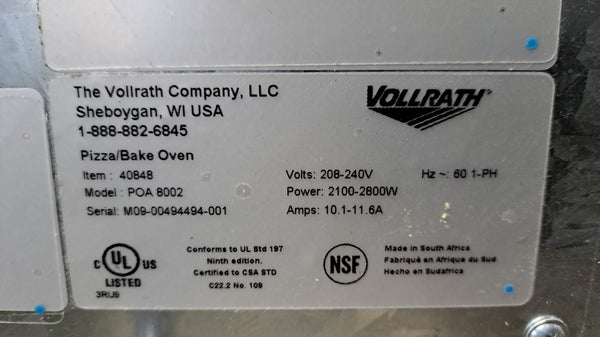 The Vollrath Company, LLC
Sheboygan, WI USA
1-888-882-6845
VOLLRATH
Pizza/Bake Oven
Item : 40848
Model : POA 8002
Serial: M09-00494494-001
Volts: 208-240V
Hz ~: 60 1-PH
Power: 2100-2800W
Amps: 10.1-11.6A
C UL US
LISTED
3RU9
Conforms to UL Std 197
Ninth edition.
Certified to CSA STD
C22.2 No. 109
NSF
Made in South Africa
Fabriqué en Afrique du Sud
Hecho en Sudafrica